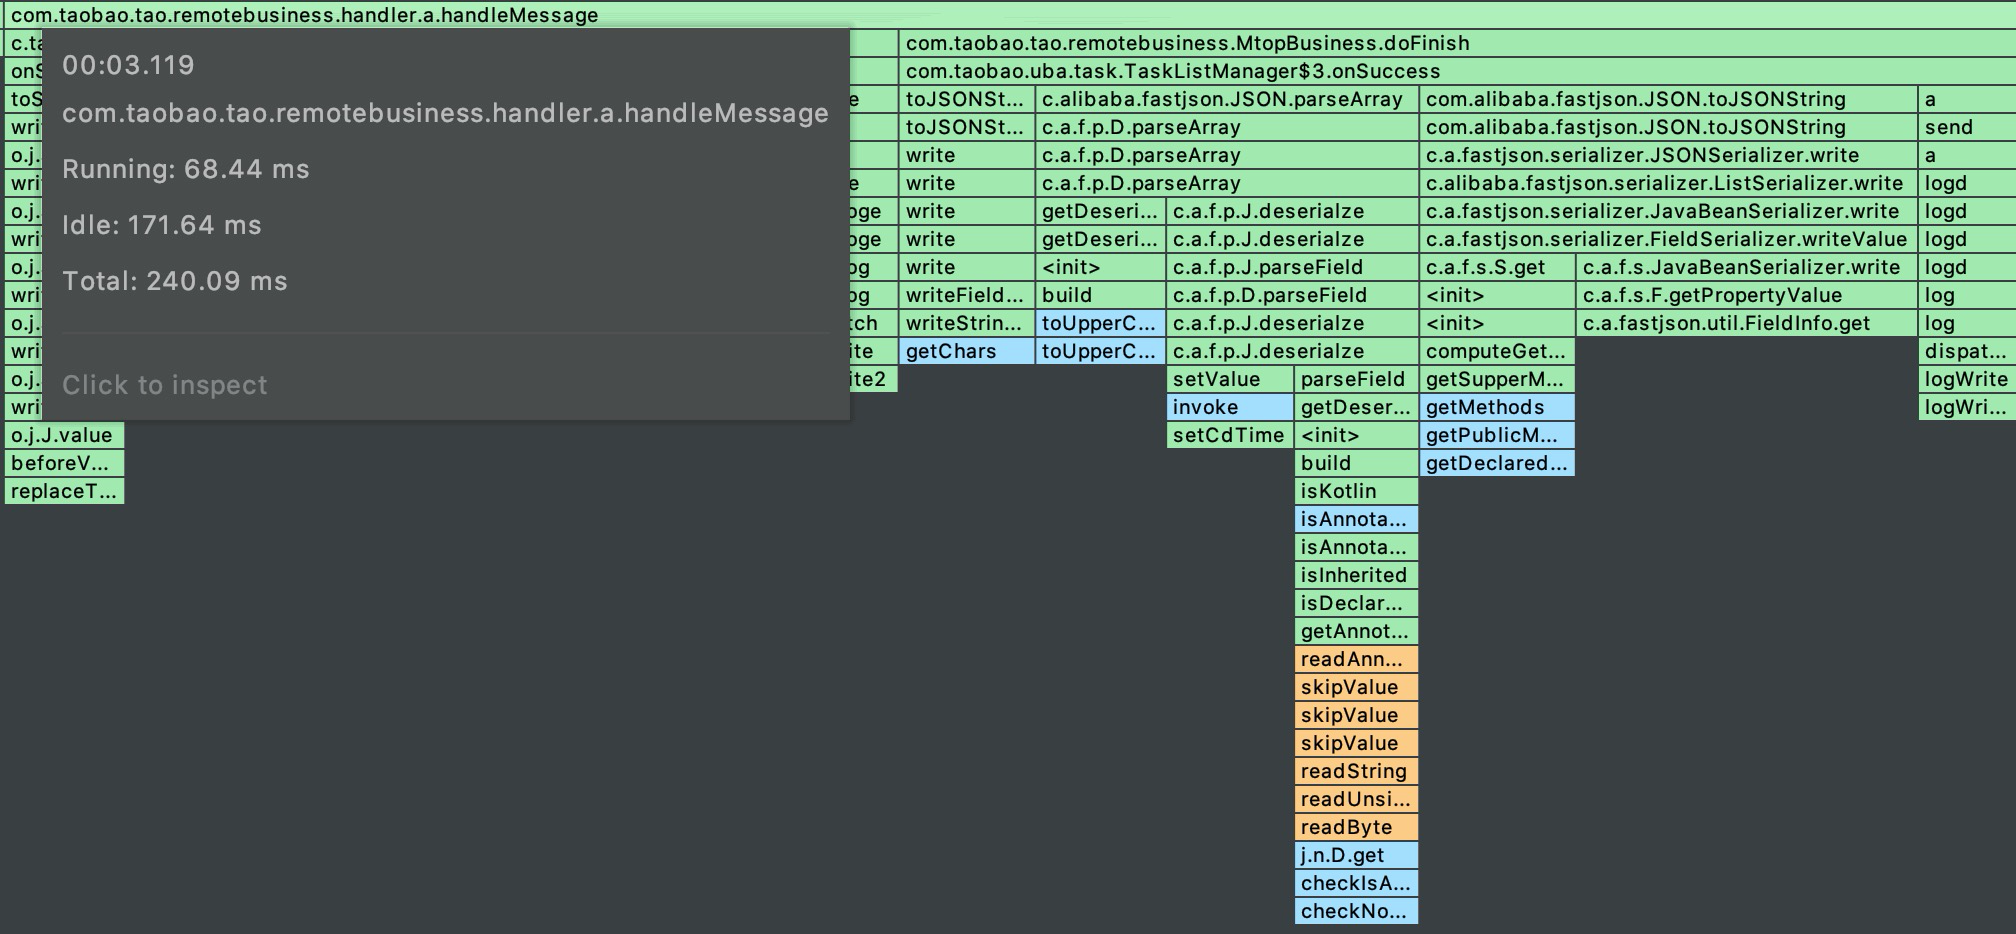 com.taobao.tao.remotebusiness.handler.a.handleMessage
c.ta com.taobao.tao.remotebusiness.MtopBusiness.doFinish
onS com.taobao.uba.task.TaskListManager$3.onSuccess
toS e toJSONSt... c.alibaba.fastjson.JSON.parseArray com.alibaba.fastjson.JSON.toJSONString a
wri toJSONSt... c.a.f.p.D.parseArray com.alibaba.fastjson.JSON.toJSONString send
o.j. write c.a.f.p.D.parseArray c.a.fastjson.serializer.JSONSerializer.write a
wri e write c.a.f.p.D.parseArray c.alibaba.fastjson.serializer.ListSerializer.write logd
o.j. oge write getDeseri... c.a.f.p.J.deserialze c.a.fastjson.serializer.JavaBeanSerializer.write logd
wri oge write getDeseri... c.a.f.p.J.deserialze c.a.fastjson.serializer.FieldSerializer.writeValue logd
o.j. og write <init> c.a.f.p.J.parseField c.a.f.s.S.get c.a.f.s.JavaBeanSerializer.write logd
wri og writeField... build c.a.f.p.D.parseField <init> c.a.f.s.F.getPropertyValue log
o.j. tch writeStrin... toUpperC... c.a.f.p.J.deserialze <init> c.a.fastjson.util.FieldInfo.get log
wri ite getChars toUpperC... c.a.f.p.J.deserialze computeGet... dispat...
o.j. ite2 setValue parseField getSupperM... logWrite
wri invoke getDeser... getMethods logWri...
o.j.J.value setCdTime <init> getPublicM...
beforeV... build getDeclared...
replaceT... isKotlin
isAnnota...
isAnnota...
isInherited
isDeclar...
getAnnot...
readAnn...
skipValue
skipValue
skipValue
readString
readUnsi...
readByte
j.n.D.get
checkIsA...
checkNo...
00:03.119
com.taobao.tao.remotebusiness.handler.a.handleMessage
Running: 68.44 ms
Idle: 171.64 ms
Total: 240.09 ms
Click to inspect